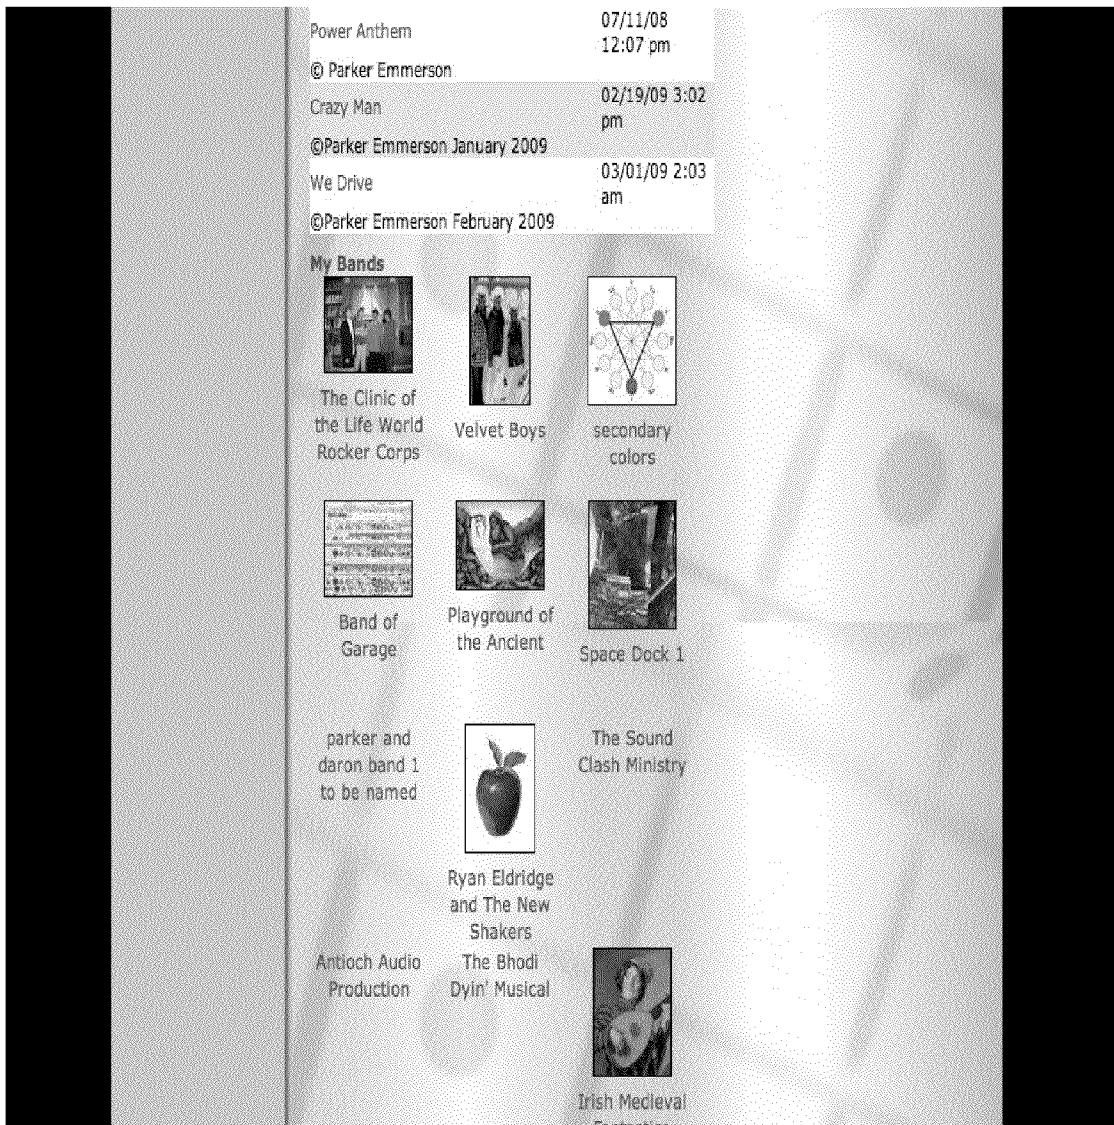 Power Anthem
07/11/08
12:07 pm
© Parker Emmerson
Crazy Man
02/19/09 3:02
pm
©Parker Emmerson January 2009
We Drive
03/01/09 2:03
am
©Parker Emmerson February 2009
My Bands
The Clinic of
the Life World
Rocker Corps
Velvet Boys
secondary
colors
Band of
Garage
Playground of
the Ancient
Space Dock 1
parker and
daron band 1
to be named
Ryan Eldridge
and The New
Shakers
The Sound
Clash Ministry
Antioch Audio
Production
The Bhodi
Dyin' Musical
Irish Medieval